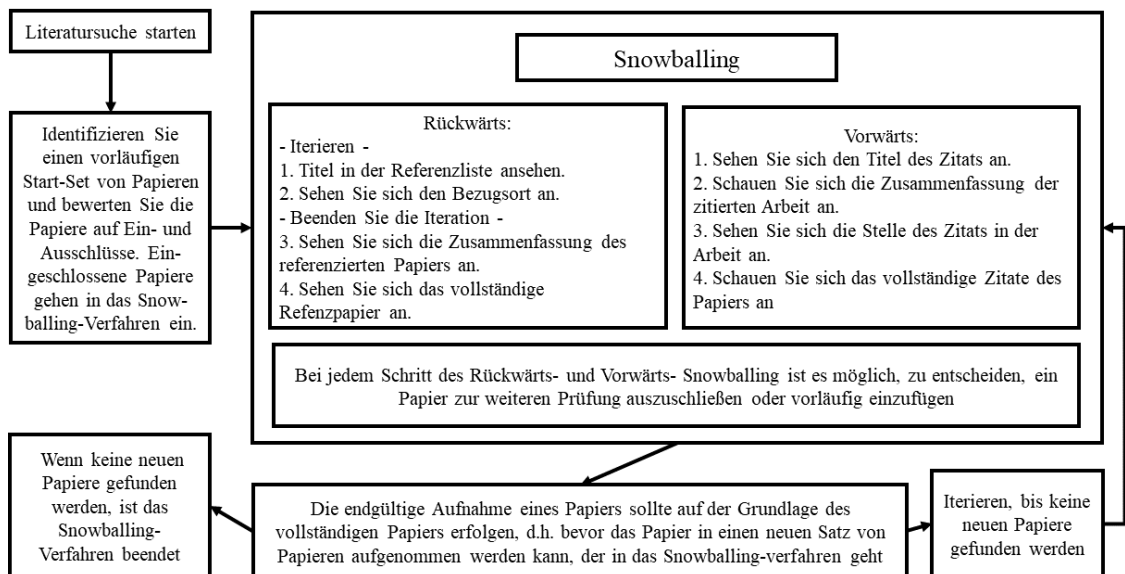 Literatursuche starten
Identifizieren Sie
einen vorläufigen
Start-Set von Papieren
und bewerten Sie die
Papiere auf Ein- und
Ausschlüsse. Ein-
geschlossene Papiere
gehen in das Snow-
balling-Verfahren ein.
Snowballing
Rückwärts:
- Iterieren -
1. Titel in der Referenzliste ansehen.
2. Sehen Sie sich den Bezugsort an.
- Beenden Sie die Iteration -
3. Sehen Sie sich die Zusammenfassung des
referenzierten Papiers an.
4. Sehen Sie sich das vollständige
Refenzpapier an.
Vorwärts:
1. Sehen Sie sich den Titel des Zitats an.
2. Schauen Sie sich die Zusammenfassung der
zitierten Arbeit an.
3. Sehen Sie sich die Stelle des Zitats in der
Arbeit an.
4. Schauen Sie sich das vollständige Zitate des
Papiers an
Bei jedem Schritt des Rückwärts- und Vorwärts- Snowballing ist es möglich, zu entscheiden, ein
Papier zur weiteren Prüfung auszuschließen oder vorläufig einzufügen
Wenn keine neuen
Papiere gefunden
werden, ist das
Snowballing-
Verfahren beendet
Die endgültige Aufnahme eines Papiers sollte auf der Grundlage des
vollständigen Papiers erfolgen, d.h. bevor das Papier in einen neuen Satz von
Papieren aufgenommen werden kann, der in das Snowballing-verfahren geht
Iterieren, bis keine
neuen Papiere
gefunden werden